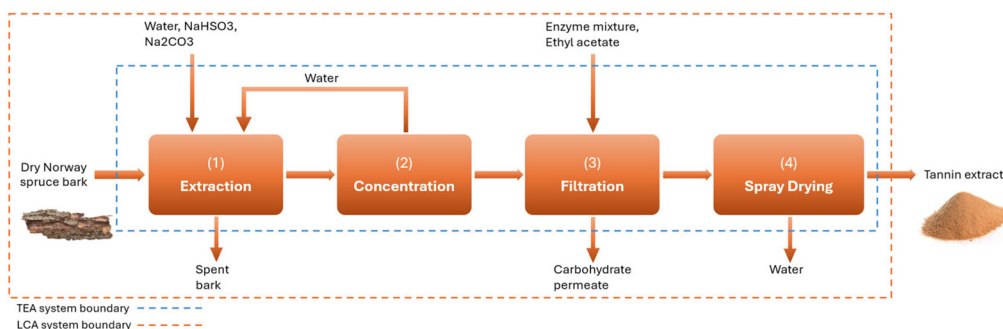 Water, NaHSO3,
Na2CO3
Enzyme mixture,
Ethyl acetate
Water
Dry Norway
spruce bark
(1)
Extraction
(2)
Concentration
(3)
Filtration
(4)
Spray Drying
Tannin extract
Spent
bark
Carbohydrate
permeate
Water
TEA system boundary
LCA system boundary